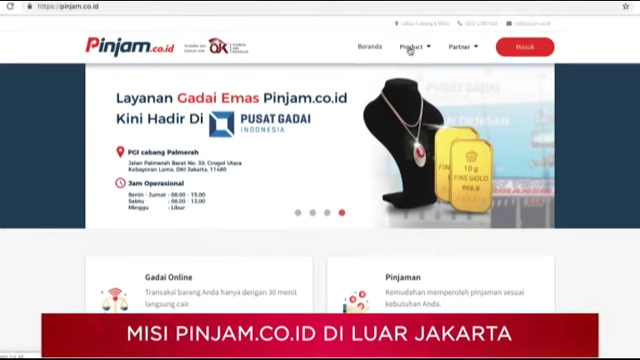 https://pinjam.co.id
Pinjam.co.id
Beranda Product Partner Masuk
Layanan Gadai Emas Pinjam.co.id
Kini Hadir Di PUSAT GADAI
INDONESIA
PGI cabang Palmerah
Jalan Palmerah Barat No. 30, Grogol Utara
Kebayoran Lama, DKI Jakarta, 11480
Jam Operasional
Senin - Jumat : 08.00 - 15.00
Sabtu : 08.00 - 13.00
Minggu : Libur
PUSAT GADAI
10 g
FINE GOLD
999.9
Gadai Online
Transaksi barang Anda hanya dengan 30 menit
langsung cair.
Pinjaman
Kemudahan memperoleh pinjaman sesuai
kebutuhan Anda.
MISI PINJAM.CO.ID DI LUAR JAKARTA